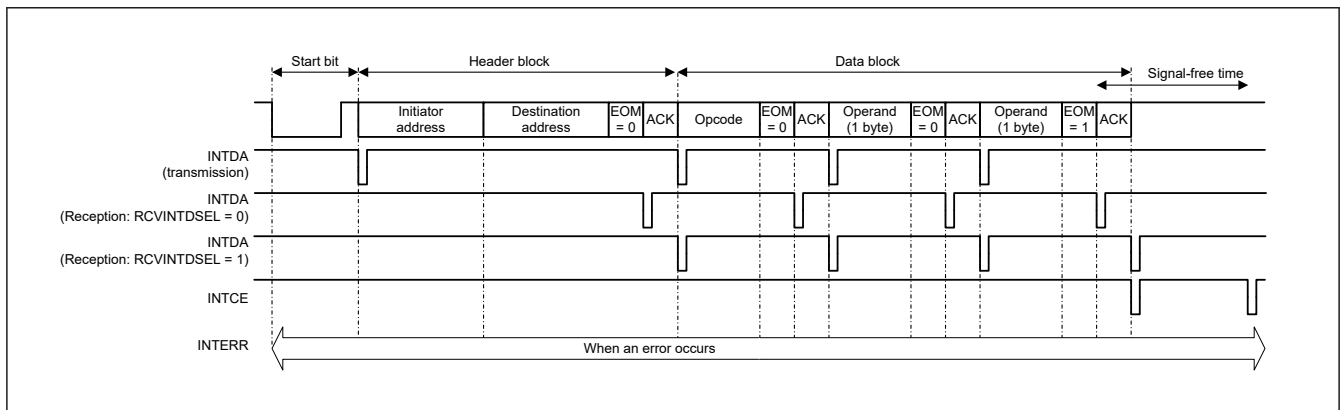 Start bit
Header block
Data block
Signal-free time
Initiator
address
Destination
address
EOM
= 0
ACK
Opcode
EOM
= 0
ACK
Operand
(1 byte)
EOM
= 0
ACK
Operand
(1 byte)
EOM
= 1
ACK
INTDA
(transmission)
INTDA
(Reception: RCVINTDSEL = 0)
INTDA
(Reception: RCVINTDSEL = 1)
INTCE
INTERR
When an error occurs